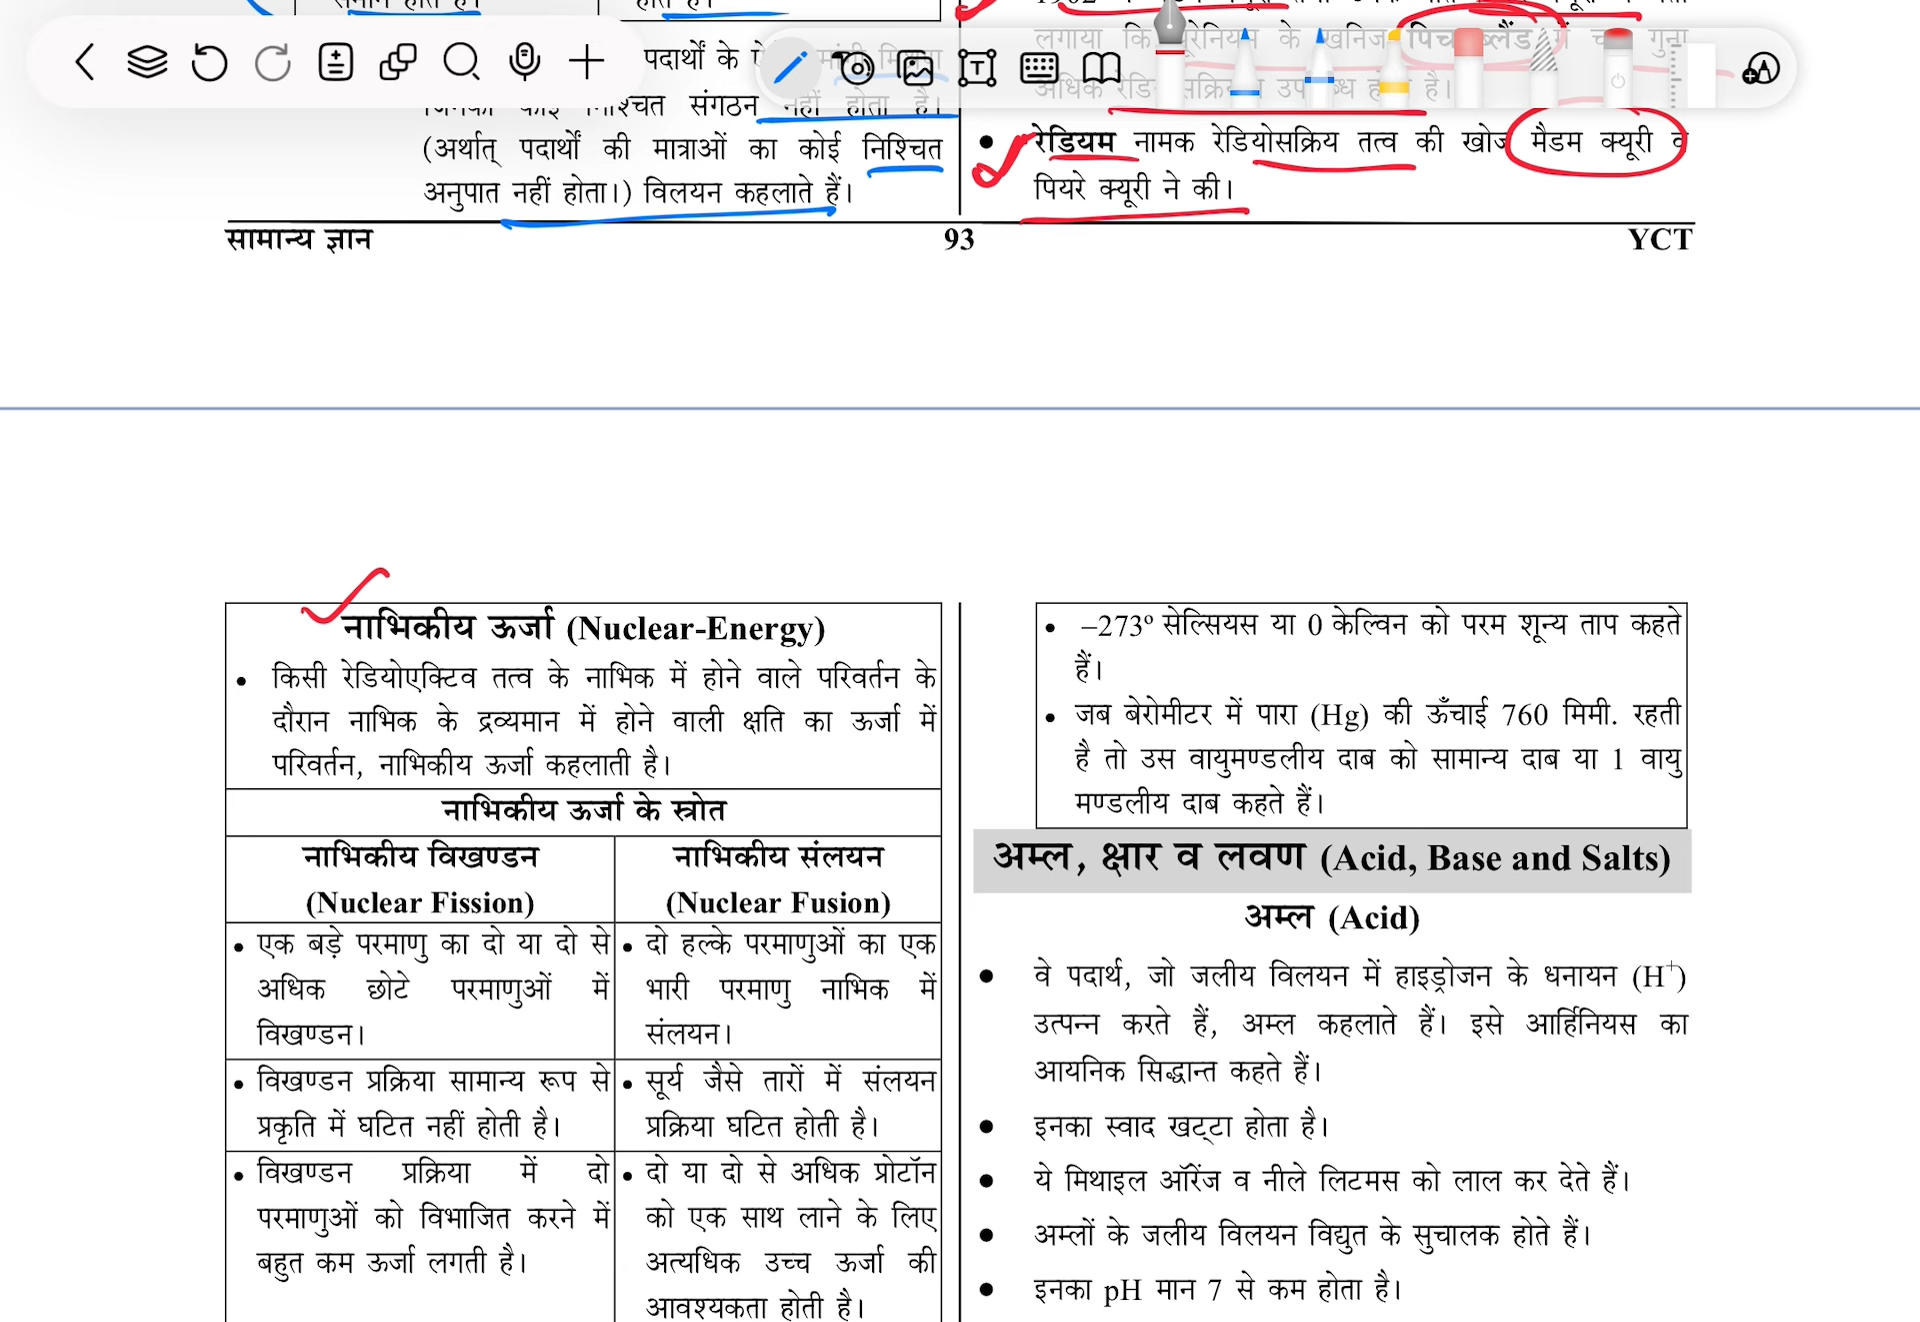 पदार्थों के
निश्चित संगठन नहीं होता है।
(अर्थात् पदार्थों की मात्राओं का कोई निश्चित
अनुपात नहीं होता।) विलयन कहलाते हैं।
लगाया कि के खनिज पिचब्लैंड गुना
अधिक है।
• रेडियम नामक रेडियोसक्रिय तत्व की खोज मैडम क्यूरी व
पियरे क्यूरी ने की।
सामान्य ज्ञान 93 YCT
नाभिकीय ऊर्जा (Nuclear-Energy)
• किसी रेडियोएक्टिव तत्व के नाभिक में होने वाले परिवर्तन के
दौरान नाभिक के द्रव्यमान में होने वाली क्षति का ऊर्जा में
परिवर्तन, नाभिकीय ऊर्जा कहलाती है।
नाभिकीय ऊर्जा के स्त्रोत
नाभिकीय विखण्डन
(Nuclear Fission)
नाभिकीय संलयन
(Nuclear Fusion)
• एक बड़े परमाणु का दो या दो से
अधिक छोटे परमाणुओं में
विखण्डन।
• दो हल्के परमाणुओं का एक
भारी परमाणु नाभिक में
संलयन।
• विखण्डन प्रक्रिया सामान्य रूप से
प्रकृति में घटित नहीं होती है।
• सूर्य जैसे तारों में संलयन
प्रक्रिया घटित होती है।
• विखण्डन प्रक्रिया में दो
परमाणुओं को विभाजित करने में
बहुत कम ऊर्जा लगती है।
• दो या दो से अधिक प्रोटॉन
को एक साथ लाने के लिए
अत्यधिक उच्च ऊर्जा की
आवश्यकता होती है।
• –273º सेल्सियस या 0 केल्विन को परम शून्य ताप कहते
हैं।
• जब बेरोमीटर में पारा (Hg) की ऊँचाई 760 मिमी. रहती
है तो उस वायुमण्डलीय दाब को सामान्य दाब या 1 वायु
मण्डलीय दाब कहते हैं।
अम्ल, क्षार व लवण (Acid, Base and Salts)
अम्ल (Acid)
• वे पदार्थ, जो जलीय विलयन में हाइड्रोजन के धनायन (H⁺)
उत्पन्न करते हैं, अम्ल कहलाते हैं। इसे आर्हिनियस का
आयनिक सिद्धान्त कहते हैं।
• इनका स्वाद खट्टा होता है।
• ये मिथाइल ऑरेंज व नीले लिटमस को लाल कर देते हैं।
• अम्लों के जलीय विलयन विद्युत के सुचालक होते हैं।
• इनका pH मान 7 से कम होता है।